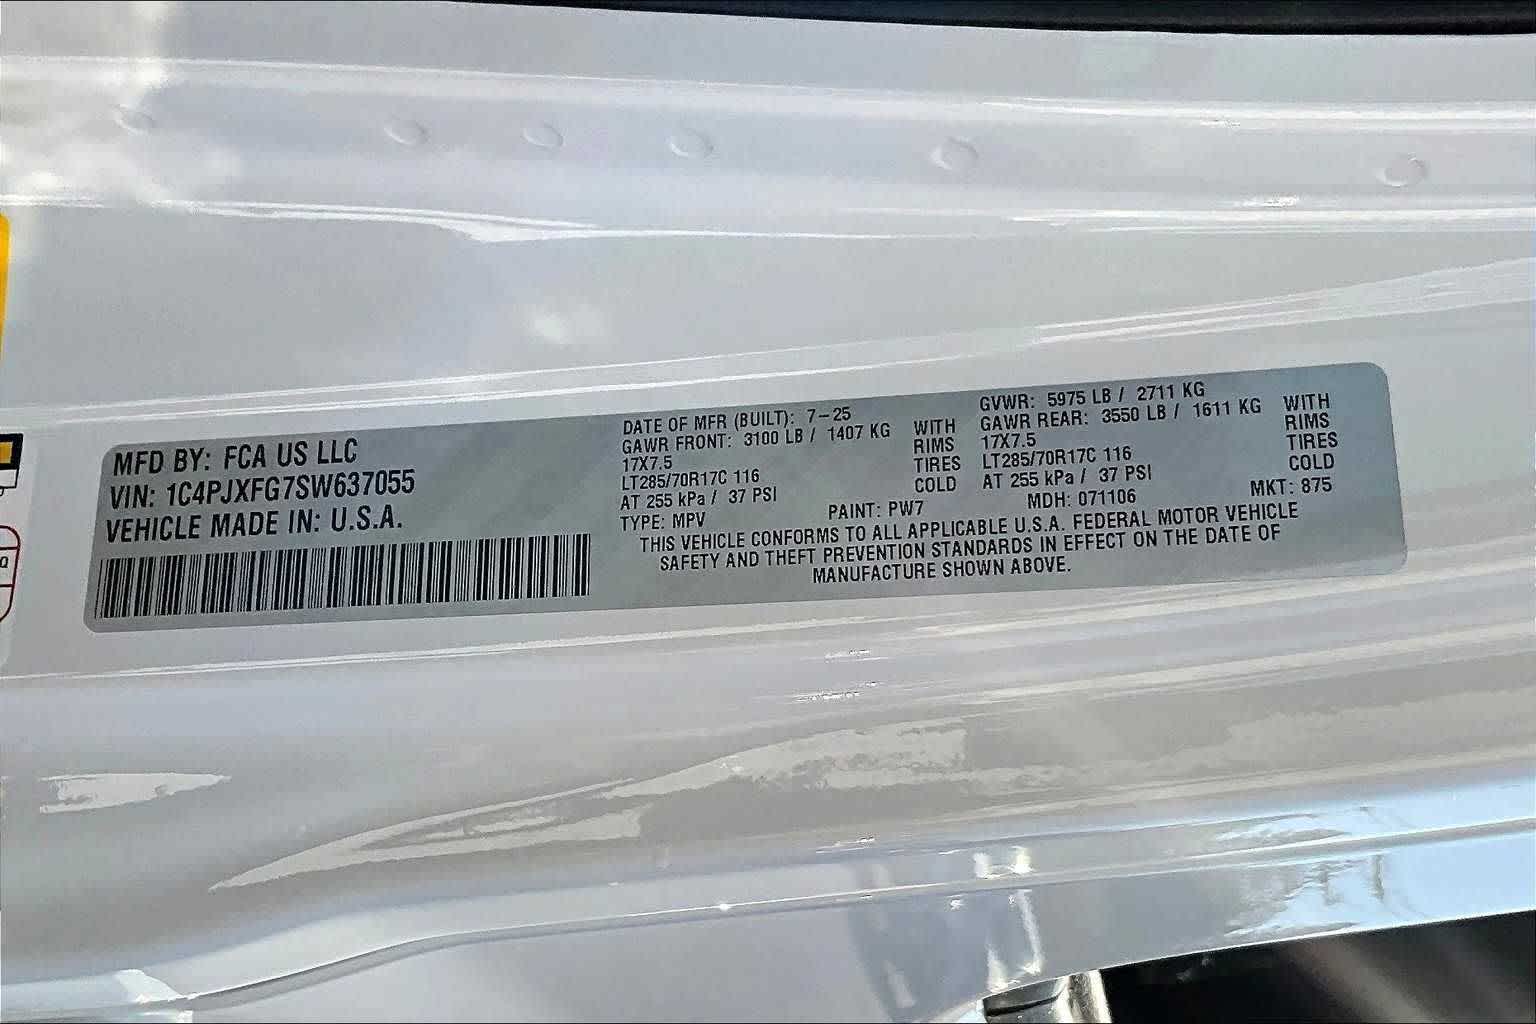 MFD BY: FCA US LLC
VIN: 1C4PJXFG7SW637055
VEHICLE MADE IN: U.S.A.
DATE OF MFR (BUILT): 7-25
GAWR FRONT: 3100 LB / 1407 KG
17X7.5
LT285/70R17C 116
AT 255 kPa / 37 PSI
WITH
RIMS
TIRES
COLD
GVWR: 5975 LB / 2711 KG
GAWR REAR: 3550 LB / 1611 KG
17X7.5
LT285/70R17C 116
AT 255 kPa / 37 PSI
WITH
RIMS
TIRES
COLD
TYPE: MPV PAINT: PW7 MDH: 071106 MKT: 875
THIS VEHICLE CONFORMS TO ALL APPLICABLE U.S.A. FEDERAL MOTOR VEHICLE
SAFETY AND THEFT PREVENTION STANDARDS IN EFFECT ON THE DATE OF
MANUFACTURE SHOWN ABOVE.